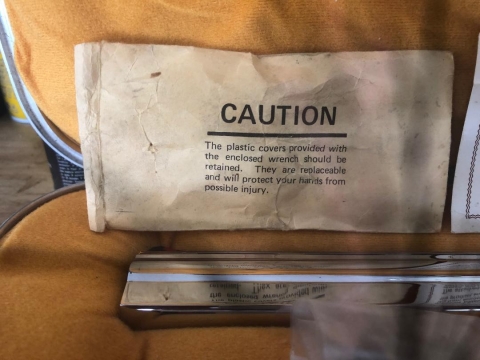 CAUTION
The plastic covers provided with
the enclosed wrench should be
retained. They are replaceable
and will protect your hands from
possible injury.